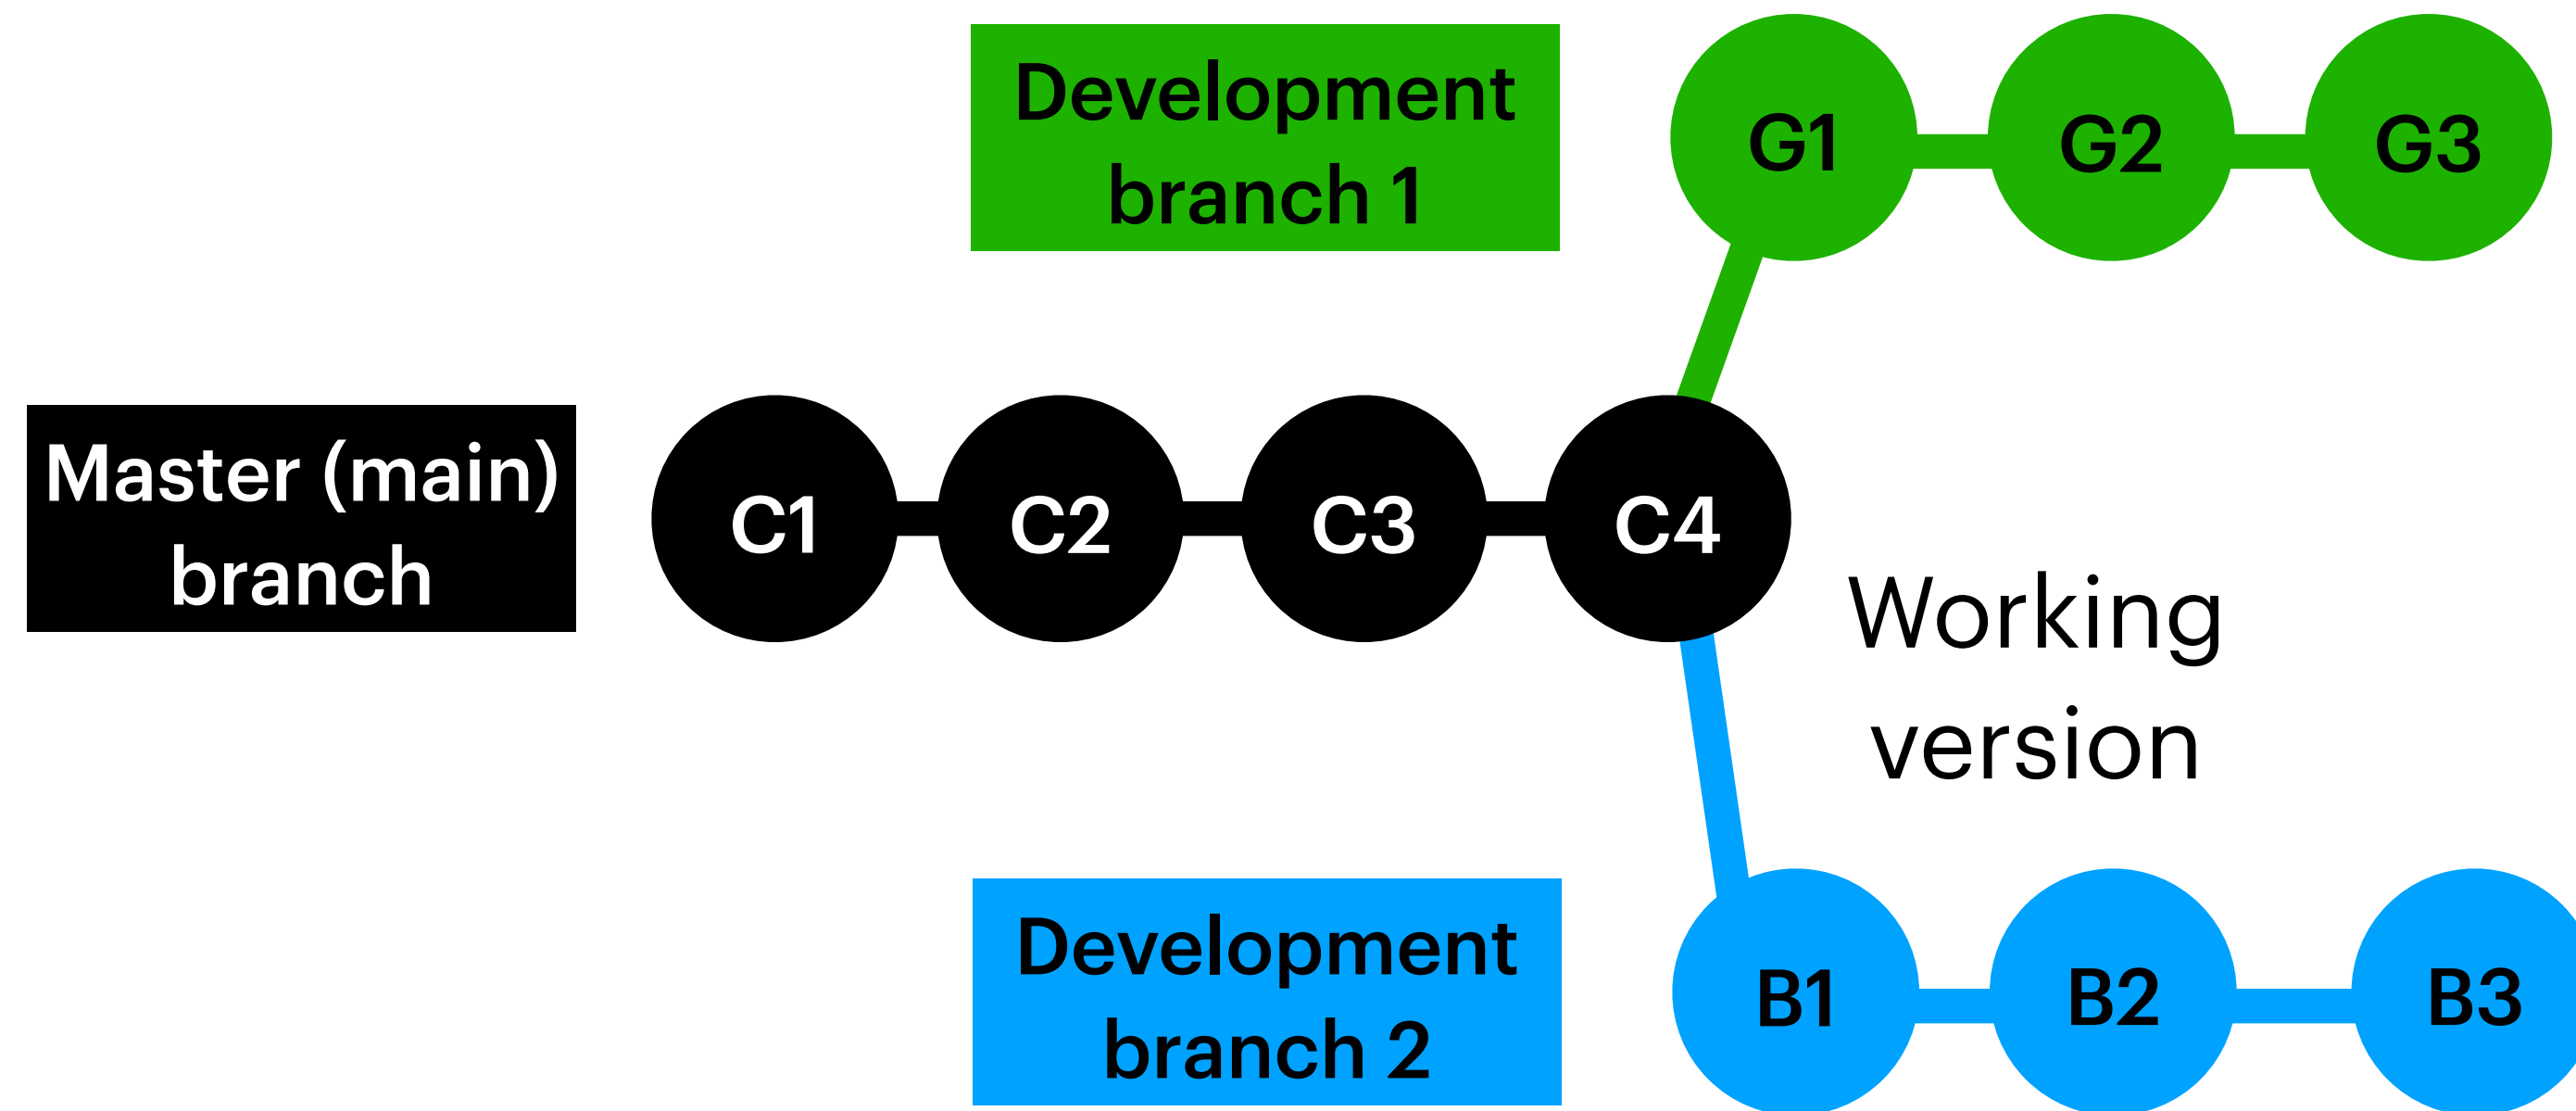 Development
branch 1
G1
G2
G3
Master (main)
branch
C1
C2
C3
C4
Working
version
Development
branch 2
B1
B2
B3